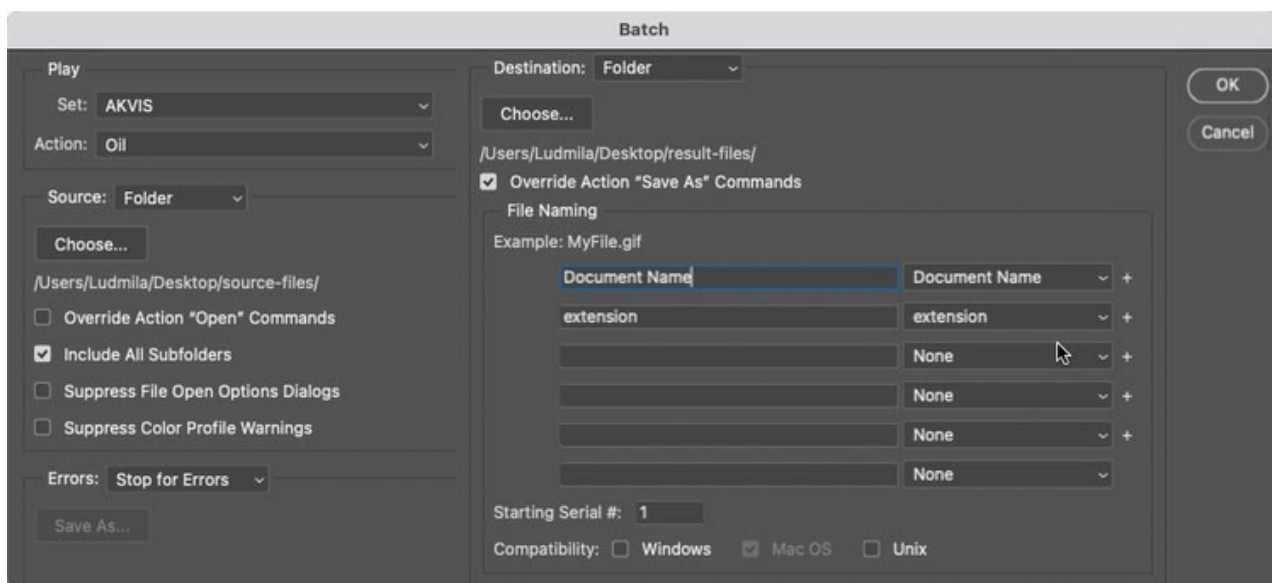 Batch
Play
Set: AKVIS
Action: Oil
Source: Folder
Choose...
/Users/Ludmila/Desktop/source-files/
Override Action “Open” Commands
Include All Subfolders
Suppress File Open Options Dialogs
Suppress Color Profile Warnings
Errors: Stop for Errors
Save As...
Destination: Folder
Choose...
/Users/Ludmila/Desktop/result-files/
Override Action “Save As” Commands
File Naming
Example: MyFile.gif
Document Name Document Name +
extension extension +
None +
None +
None +
None
Starting Serial #: 1
Compatibility: Windows Mac OS Unix
OK
Cancel